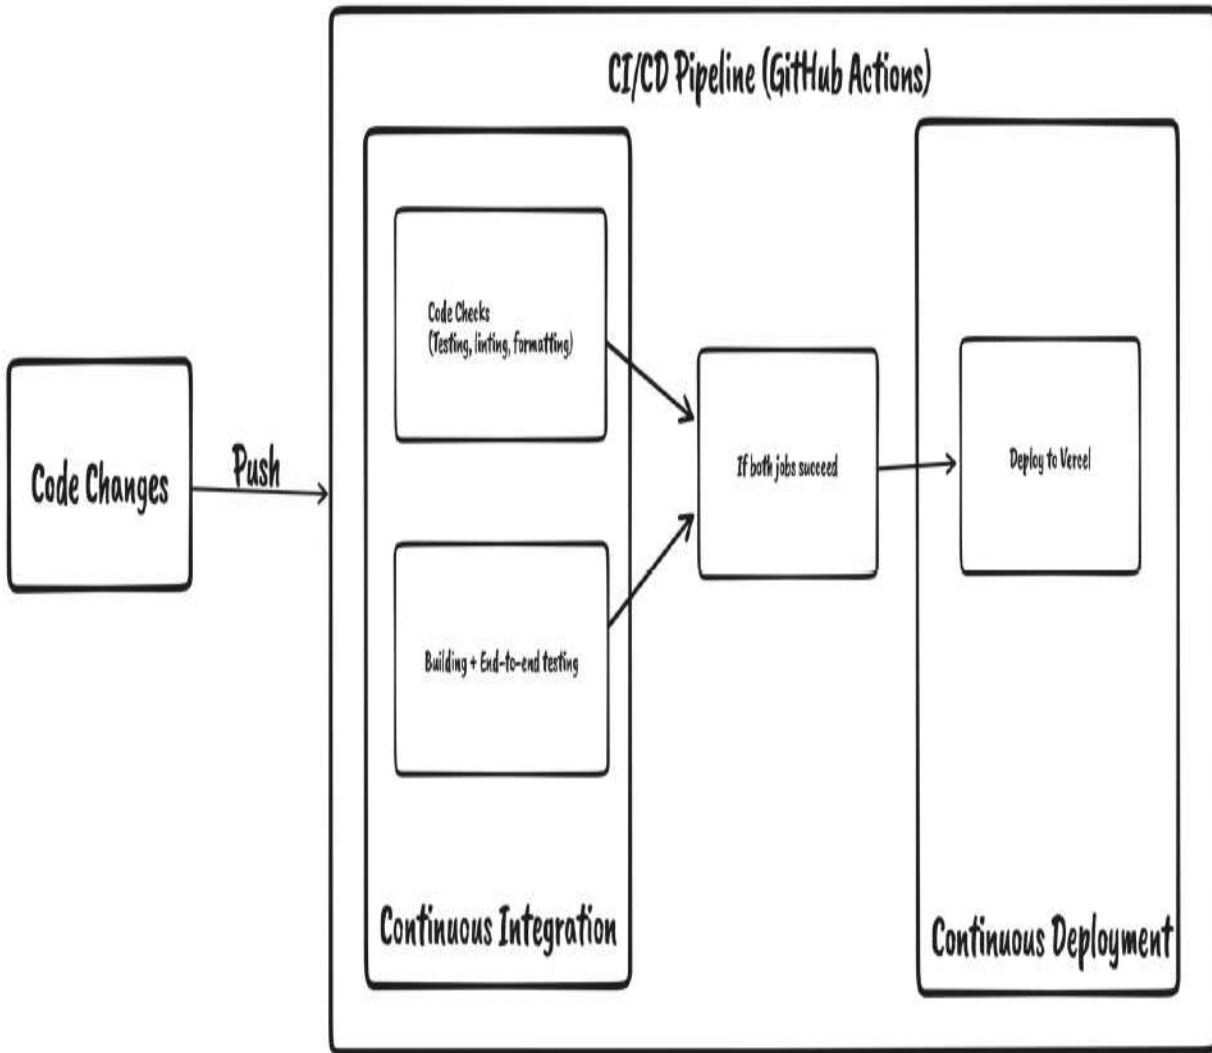 CI/CD Pipeline (GitHub Actions)
Code Changes
Push
Code Checks
(Testing, linting, formatting)
Building + End-to-end testing
Continuous Integration
If both jobs succeed
Deploy to Vercel
Continuous Deployment